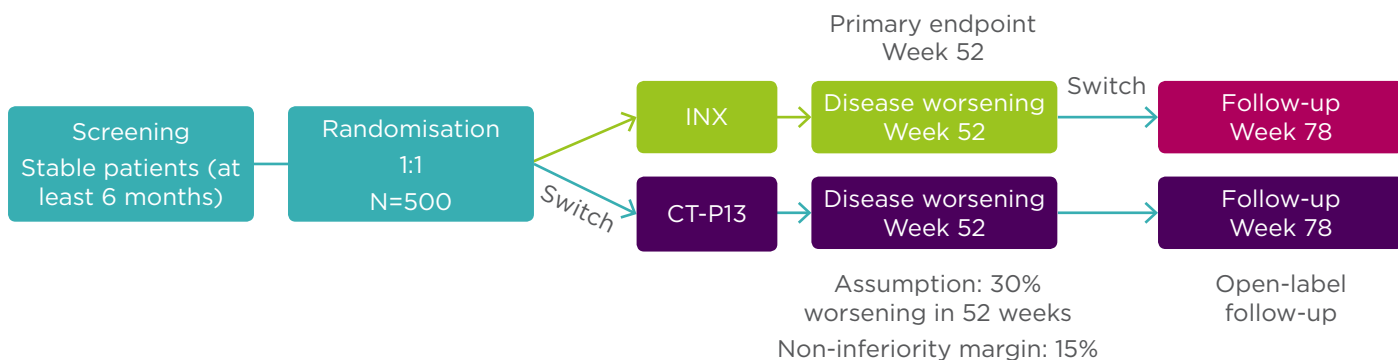 Primary endpoint
Week 52
Screening
Stable patients (at
least 6 months)
Randomisation
1:1
N=500
Switch
INX
Disease worsening
Week 52
Switch
Follow-up
Week 78
CT-P13
Disease worsening
Week 52
Follow-up
Week 78
Assumption: 30%
worsening in 52 weeks
Non-inferiority margin: 15%
Open-label
follow-up